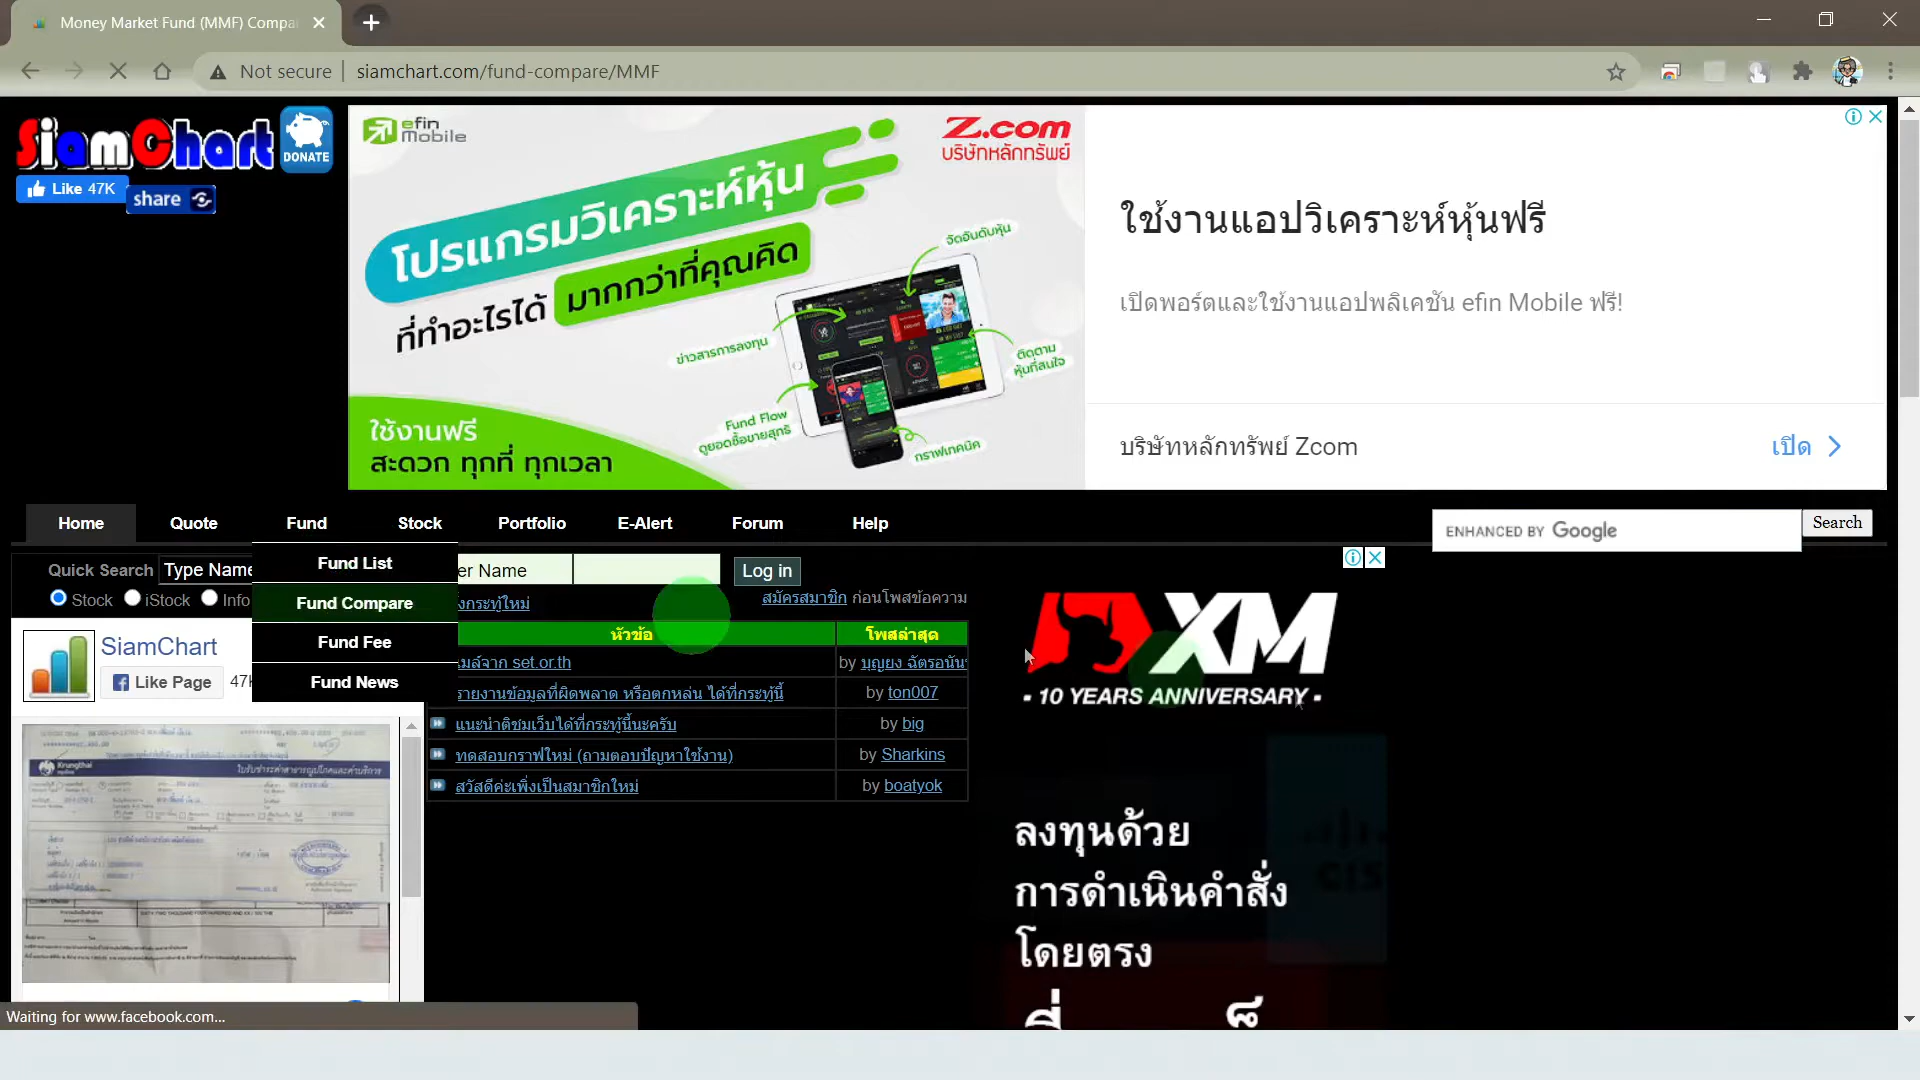 Money Market Fund (MMF) Compa
Not secure
siamchart.com/fund-compare/MMF
SiamChart
DONATE
Like 47K
share
efin
Mobile
Z.com
บริษัทหลักทรัพย์
โปรแกรมวิเคราะห์หุ้น
ที่ทำอะไรได้ มากกว่าที่คุณคิด
จัดอันดับหุ้น
ข่าวสารการลงทุน
ติดตาม
หุ้นที่สนใจ
Fund Flow
ดูยอดซื้อขายสุทธิ
กราฟเทคนิค
ใช้งานฟรี
สะดวก ทุกที่ ทุกเวลา
ใช้งานแอปวิเคราะห์หุ้นฟรี
เปิดพอร์ตและใช้งานแอปพลิเคชัน efin Mobile ฟรี!
บริษัทหลักทรัพย์ Zcom
เปิด
Home
Quote
Fund
Stock
Portfolio
E-Alert
Forum
Help
ENHANCED BY Google
Search
Fund List
Fund Compare
Fund Fee
Fund News
Quick Search
Type Name
er Name
Log in
Stock
iStock
Info
ั้งกระทู้ใหม่
สมัครสมาชิก ก่อนโพสข้อความ
หัวข้อ
โพสล่าสุด
เมล์จาก set.or.th
by บุญยง ฉัตรอนัน
รายงานข้อมูลที่ผิดพลาด หรือตกหล่น ได้ที่กระทู้นี้
by ton007
แนะนำติชมเว็บได้ที่กระทู้นี้นะครับ
by big
ทดสอบกราฟใหม่ (ถามตอบปัญหาใช้งาน)
by Sharkins
สวัสดีค่ะเพิ่งเป็นสมาชิกใหม่
by boatyok
SiamChart
Like Page
47K
Krungthai
XM
- 10 YEARS ANNIVERSARY -
ลงทุนด้วย
การดำเนินคำสั่ง
โดยตรง
Waiting for www.facebook.com...